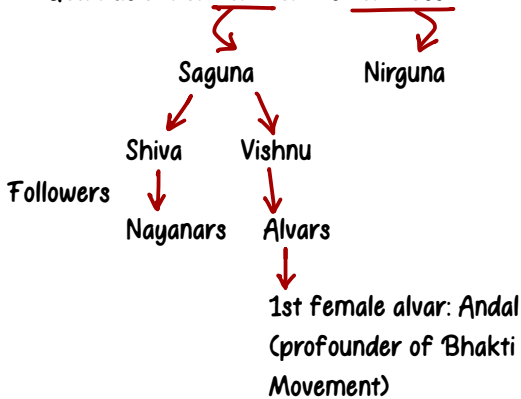 Saguna Nirguna
Shiva Vishnu
Followers
Nayanars Alvars
1st female alvar: Andal
(profounder of Bhakti
Movement)